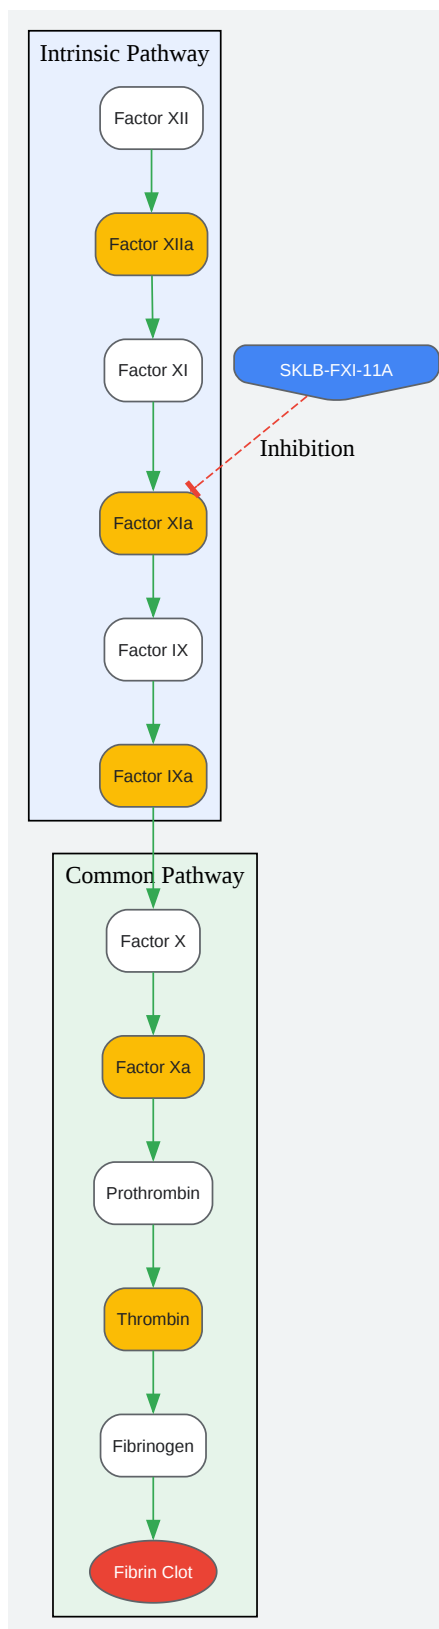 Intrinsic Pathway
Factor XII
Factor XIIa
Factor XI
SKLB-FXI-11A
Inhibition
Factor XIa
Factor IX
Factor IXa
Common Pathway
Factor X
Factor Xa
Prothrombin
Thrombin
Fibrinogen
Fibrin Clot